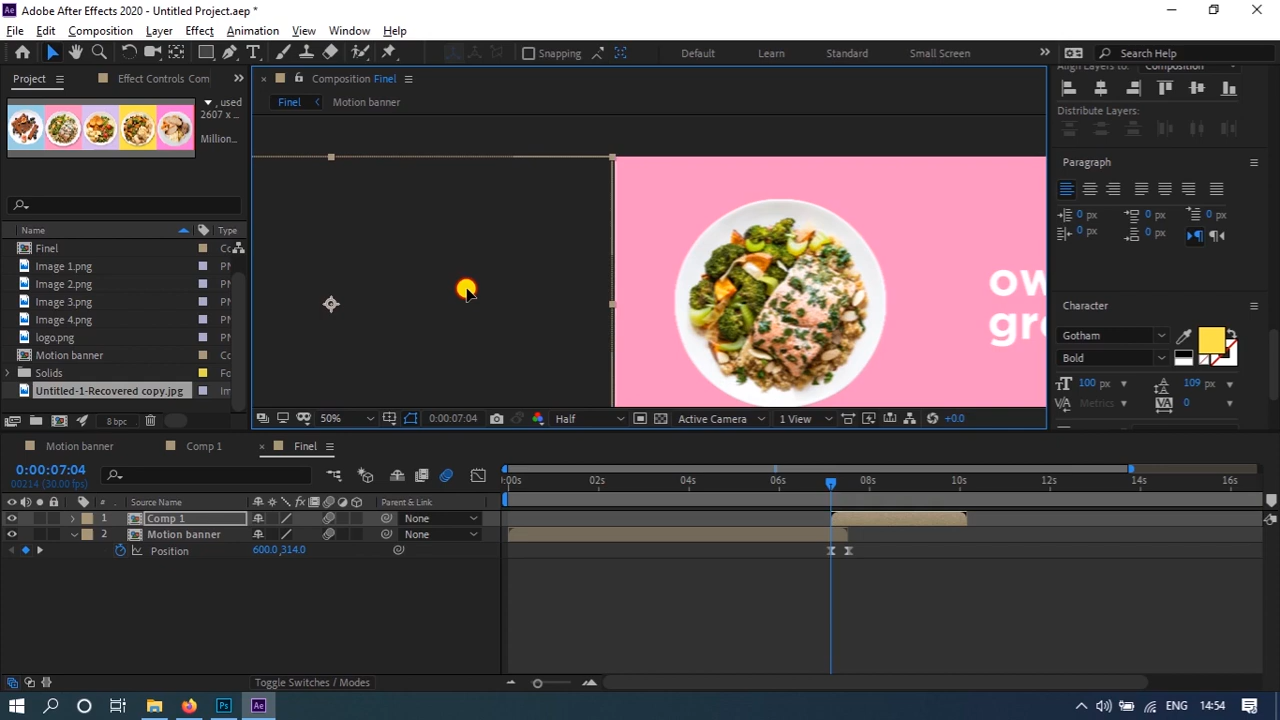 Adobe After Effects 2020 - Untitled Project.aep *
File Edit Composition Layer Effect Animation View Window Help
Snapping Default Learn Standard Small Screen Search Help
Project Effect Controls Com Composition Finel
Finel Motion banner
, used
2607 x ...
Million...
Name Type
Finel
Image 1.png
Image 2.png
Image 3.png
Image 4.png
logo.png
Motion banner
Solids
Untitled-1-Recovered copy.jpg
8 bpc
50% 0:00:07:04 Half Active Camera 1 View +0.0
Align Layers to: Composition
Distribute Layers:
Paragraph
0 px 0 px 0 px
0 px 0 px
Character
Gotham
Bold
100 px 109 px
Metrics 0
Motion banner Comp 1 Finel
0:00:07:04
00214 (30.00 fps)
:00s 02s 04s 06s 08s 10s 12s 14s 16s
# Source Name Parent & Link
1 Comp 1 None
2 Motion banner None
Position 600.0,314.0
Toggle Switches / Modes
ENG 14:54